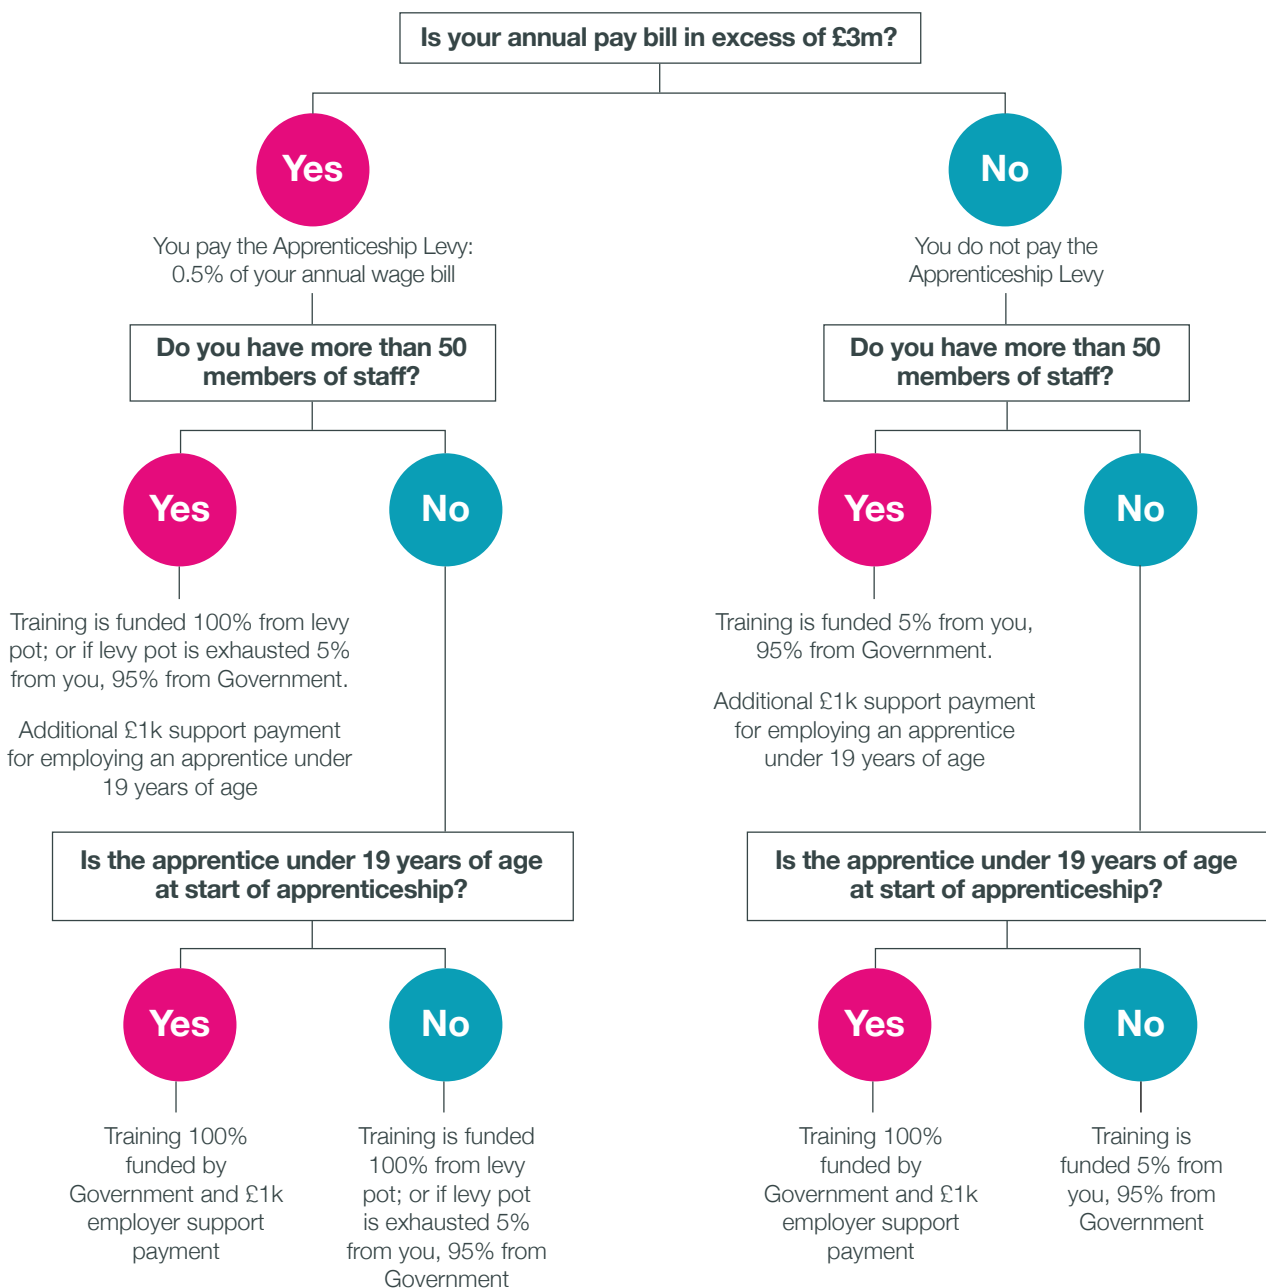 Is your annual pay bill in excess of £3m?
Yes
No
You pay the Apprenticeship Levy:
0.5% of your annual wage bill
You do not pay the
Apprenticeship Levy
Do you have more than 50
members of staff?
Do you have more than 50
members of staff?
Yes
No
Yes
No
Training is funded 100% from levy
pot; or if levy pot is exhausted 5%
from you, 95% from Government.
Additional £1k support payment
for employing an apprentice under
19 years of age
Training is funded 5% from you,
95% from Government.
Additional £1k support payment
for employing an apprentice
under 19 years of age
Is the apprentice under 19 years of age
at start of apprenticeship?
Is the apprentice under 19 years of age
at start of apprenticeship?
Yes
No
Yes
No
Training 100%
funded by
Government and £1k
employer support
payment
Training is funded
100% from levy
pot; or if levy pot
is exhausted 5%
from you, 95% from
Government
Training 100%
funded by
Government and £1k
employer support
payment
Training is
funded 5% from
you, 95% from
Government